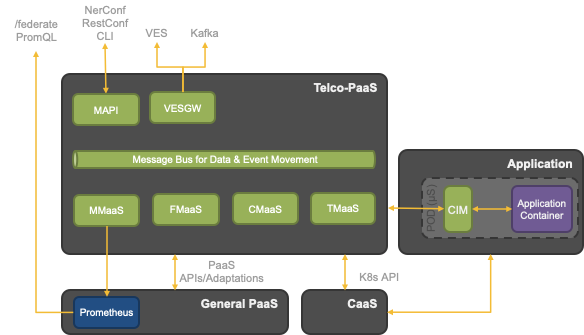 /federate
PromQL
NerConf
RestConf
CLI
VES
Kafka
Telco-PaaS
MAPI
VESGW
Message Bus for Data & Event Movement
MMaaS
FMaaS
CMaaS
TMaaS
Application
POD (µS)
CIM
Application
Container
PaaS
APIs/Adaptations
K8s API
Prometheus
General PaaS
CaaS